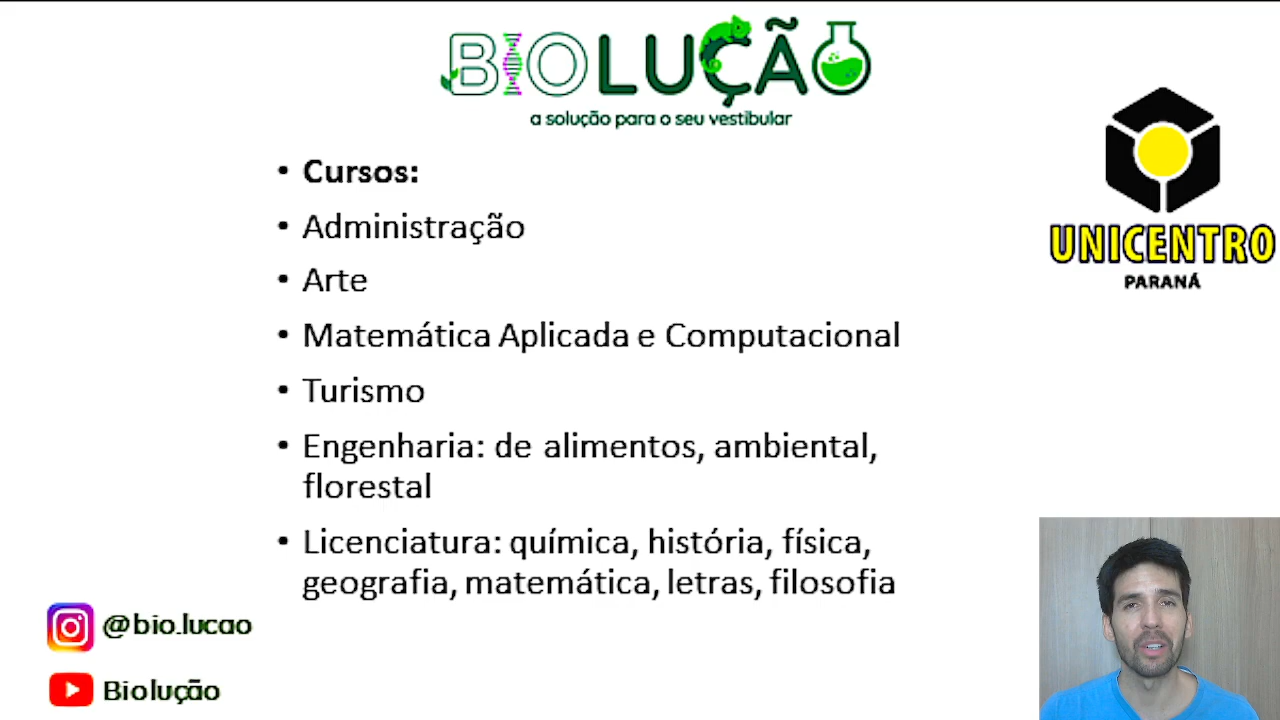 BIOLUÇÃO
a solução para o seu vestibular
• Cursos:
• Administração
• Arte
• Matemática Aplicada e Computacional
• Turismo
• Engenharia: de alimentos, ambiental,
florestal
• Licenciatura: química, história, física,
geografia, matemática, letras, filosofia
UNICENTRO
PARANÁ
@bio.lucao
Biolução